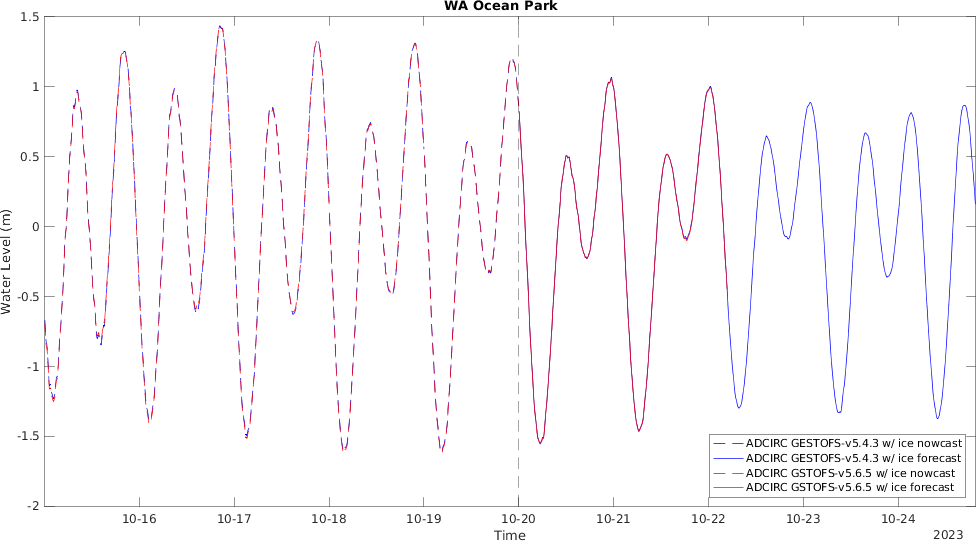 WA Ocean Park
1.5
1
0.5
0
-0.5
-1
-1.5
-2
Water Level (m)
ADCIRC GESTOFS-v5.4.3 w/ ice nowcast
ADCIRC GESTOFS-v5.4.3 w/ ice forecast
ADCIRC GSTOFS-v5.6.5 w/ ice nowcast
ADCIRC GSTOFS-v5.6.5 w/ ice forecast
10-16 10-17 10-18 10-19 10-20 10-21 10-22 10-23 10-24
Time
2023